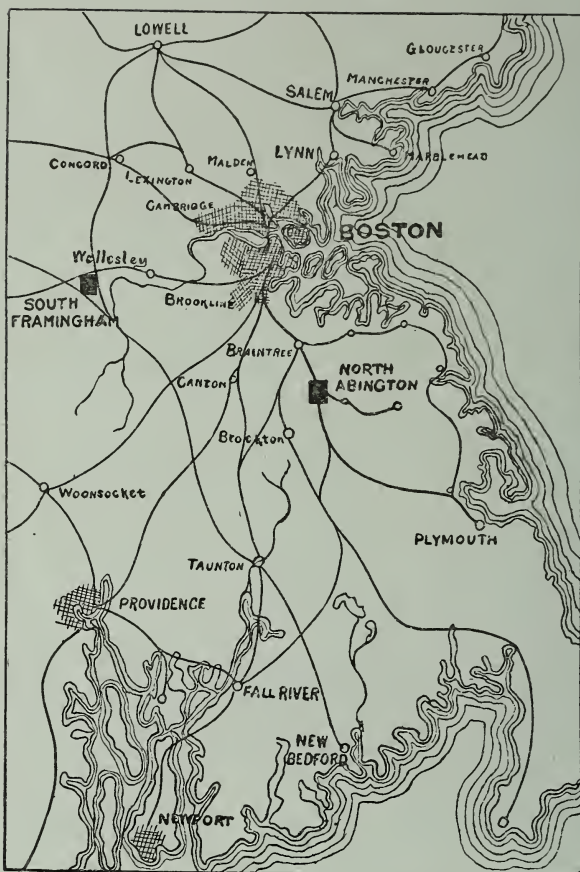 LOWELL
GLOUCESTER
MANCHESTER
SALEM
MARBLEHEAD
LYNN
MALDEN
CONCORD
LEXINGTON
CAMBRIDGE
BOSTON
Wellesley
SOUTH
FRAMINGHAM
BROOKLINE
BRAINTREE
NORTH
ABINGTON
CANTON
BROCKTON
WOONSOCKET
PLYMOUTH
TAUNTON
PROVIDENCE
FALL RIVER
NEW
BEDFORD
NEWPORT